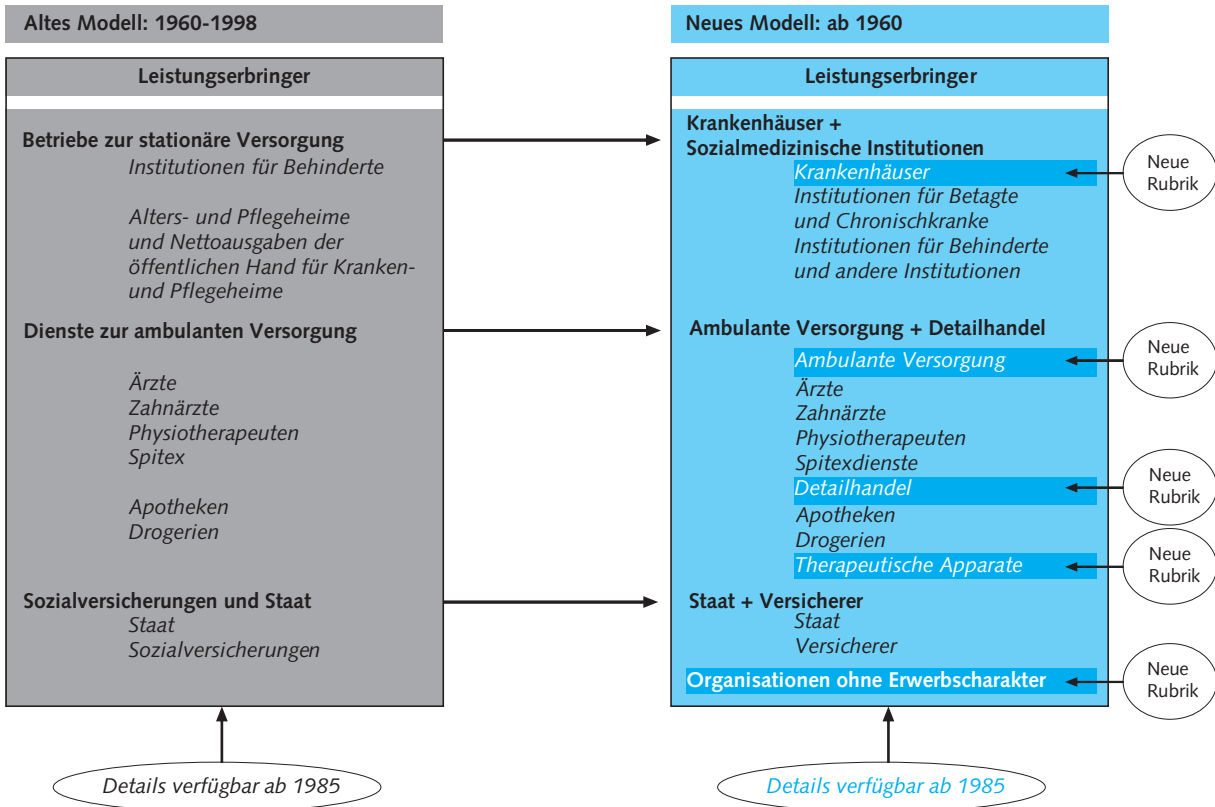 Altes Modell: 1960-1998
Leistungserbringer
Betriebe zur stationäre Versorgung
Institutionen für Behinderte
Alters- und Pflegeheime
und Nettoausgaben der
öffentlichen Hand für Kranken-
und Pflegeheime
Dienste zur ambulanten Versorgung
Ärzte
Zahnärzte
Physiotherapeuten
Spitex
Apotheken
Drogerien
Sozialversicherungen und Staat
Staat
Sozialversicherungen
Details verfügbar ab 1985
Neues Modell: ab 1960
Leistungserbringer
Krankenhäuser +
Sozialmedizinische Institutionen
Krankenhäuser
Institutionen für Betagte
und Chronischkranke
Institutionen für Behinderte
und andere Institutionen
Ambulante Versorgung + Detailhandel
Ambulante Versorgung
Ärzte
Zahnärzte
Physiotherapeuten
Spitexdienste
Detailhandel
Apotheken
Drogerien
Therapeutische Apparate
Staat + Versicherer
Staat
Versicherer
Organisationen ohne Erwerbscharakter
Details verfügbar ab 1985
Neue
Rubrik
Neue
Rubrik
Neue
Rubrik
Neue
Rubrik
Neue
Rubrik